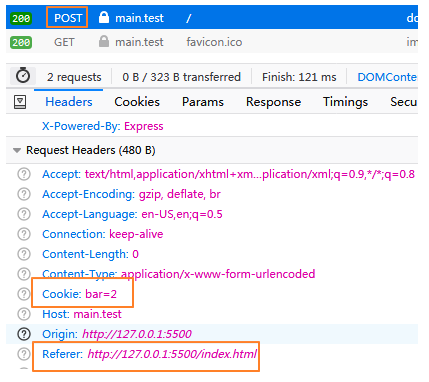 200 POST main.test / do
200 GET main.test favicon.ico im
2 requests 0 B / 323 B transferred Finish: 121 ms DOMConte
Headers Cookies Params Response Timings Secu
X-Powered-By: Express
Request Headers (480 B)
Accept: text/html,application/xhtml+xm...plication/xml;q=0.9,*/*;q=0.8
Accept-Encoding: gzip, deflate, br
Accept-Language: en-US,en;q=0.5
Connection: keep-alive
Content-Length: 0
Content-Type: application/x-www-form-urlencoded
Cookie: bar=2
Host: main.test
Origin: http://127.0.0.1:5500
Referer: http://127.0.0.1:5500/index.html